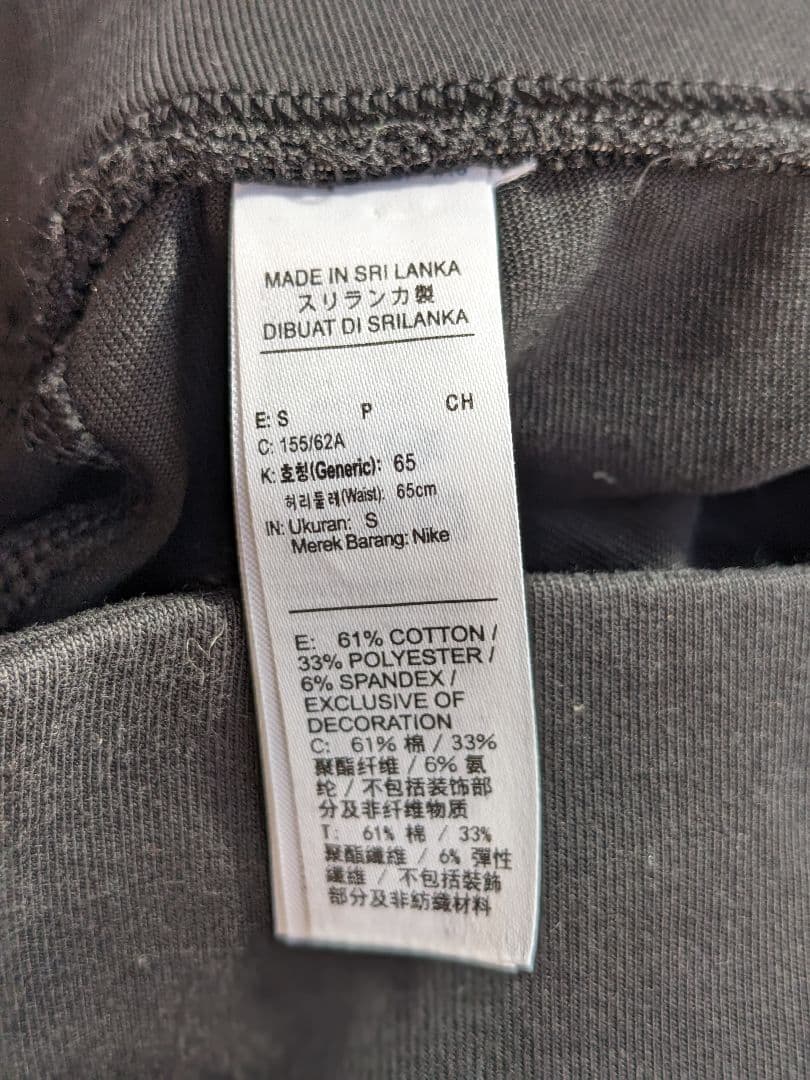 MADE IN SRI LANKA
スリランカ製
DIBUAT DI SRILANKA
E: S P CH
C: 155/62A
K: 호칭(Generic): 65
허리둘레(Waist): 65cm
IN: Ukuran: S
Merek Barang: Nike
E: 61% COTTON /
33% POLYESTER /
6% SPANDEX /
EXCLUSIVE OF
DECORATION
C: 61% 棉 / 33%
聚酯纤维 / 6% 氨
纶 / 不包括装饰部
分及非纤维物质
T: 61% 棉 / 33%
聚酯纖維 / 6% 彈性
纖維 / 不包括裝飾
部分及非紡織材料